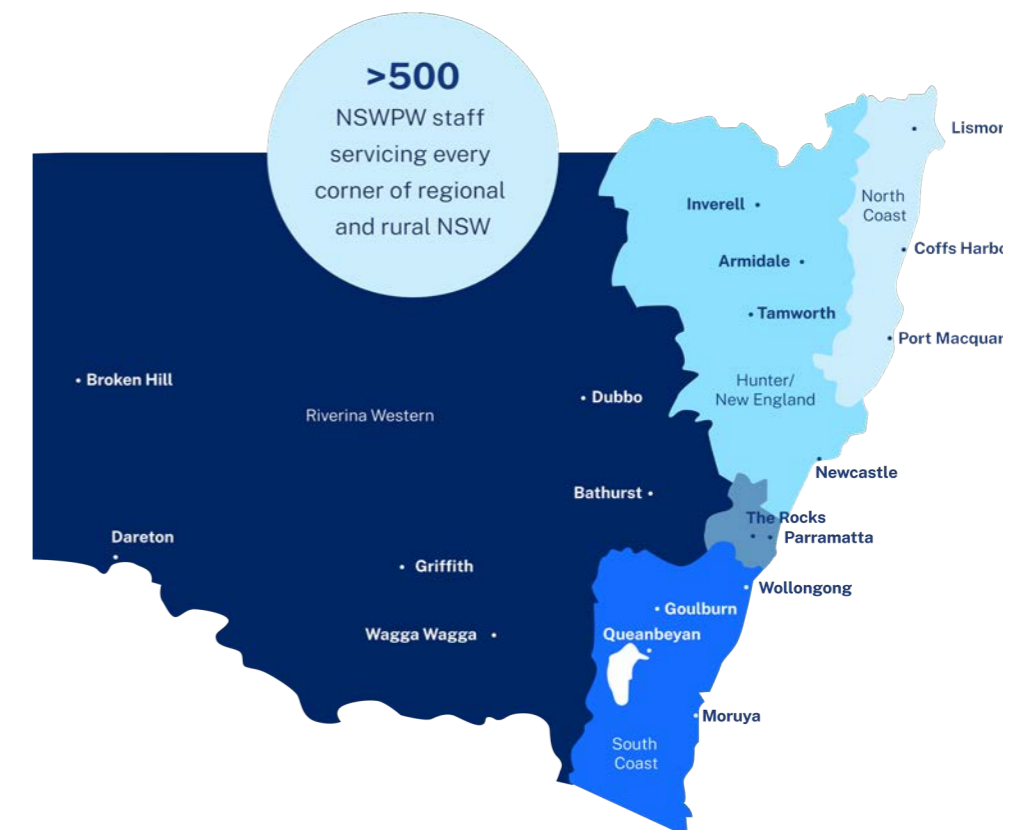 >500
NSWPW staff
servicing every
corner of regional
and rural NSW
Lismor
Inverell
North
Coast
Coffs Harbo
Armidale
Tamworth
Port Macquar
Broken Hill
Hunter/
New England
Dubbo
Riverina Western
Newcastle
Bathurst
The Rocks
Parramatta
Dareton
Griffith
Wollongong
Goulburn
Wagga Wagga
Queanbeyan
Moruya
South
Coast